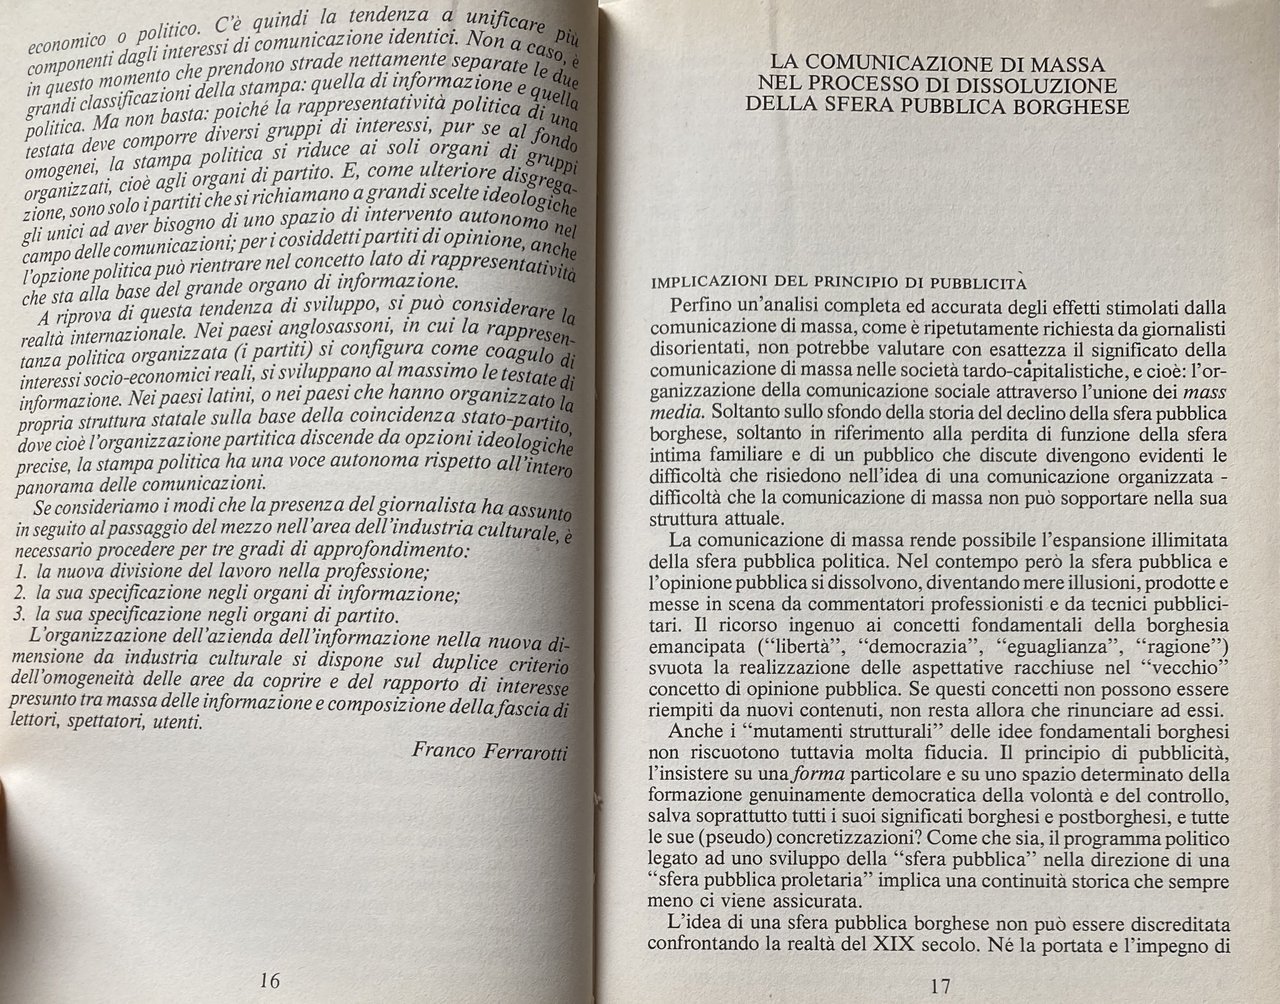 economico o politico. C'è quindi la tendenza a unificare più
componenti dagli interessi di comunicazione identici. Non a caso, è
in questo momento che prendono strade nettamente separate le due
grandi classificazioni della stampa: quella di informazione e quella
politica. Ma non basta: poiché la rappresentatività politica di una
testata deve comporre diversi gruppi di interessi, pur se al fondo
omogenei, la stampa politica si riduce ai soli organi di gruppi
organizzati, cioè agli organi di partito. E, come ulteriore disgrega-
zione, sono solo i partiti che si richiamano a grandi scelte ideologiche
gli unici ad aver bisogno di uno spazio di intervento autonomo nel
campo delle comunicazioni; per i cosiddetti partiti di opinione, anche
l'opzione politica può rientrare nel concetto lato di rappresentatività
che sta alla base del grande organo di informazione.
A riprova di questa tendenza di sviluppo, si può considerare la
realtà internazionale. Nei paesi anglosassoni, in cui la rappresen-
tanza politica organizzata (i partiti) si configura come coagulo di
interessi socio-economici reali, si sviluppano al massimo le testate di
informazione. Nei paesi latini, o nei paesi che hanno organizzato la
propria struttura statale sulla base della coincidenza stato-partito,
dove cioè l'organizzazione partitica discende da opzioni ideologiche
precise, la stampa politica ha una voce autonoma rispetto all'intero
panorama delle comunicazioni.
Se consideriamo i modi che la presenza del giornalista ha assunto
in seguito al passaggio del mezzo nell'area dell'industria culturale, è
necessario procedere per tre gradi di approfondimento:
1. la nuova divisione del lavoro nella professione;
2. la sua specificazione negli organi di informazione;
3. la sua specificazione negli organi di partito.
L'organizzazione dell'azienda dell'informazione nella nuova di-
mensione da industria culturale si dispone sul duplice criterio
dell'omogeneità delle aree da coprire e del rapporto di interesse
presunto tra massa delle informazione e composizione della fascia di
lettori, spettatori, utenti.
Franco Ferrarotti
16
LA COMUNICAZIONE DI MASSA
NEL PROCESSO DI DISSOLUZIONE
DELLA SFERA PUBBLICA BORGHESE
IMPLICAZIONI DEL PRINCIPIO DI PUBBLICITÀ
Perfino un'analisi completa ed accurata degli effetti stimolati dalla
comunicazione di massa, come è ripetutamente richiesta da giornalisti
disorientati, non potrebbe valutare con esattezza il significato della
comunicazione di massa nelle società tardo-capitalistiche, e cioè: l'or-
ganizzazione della comunicazione sociale attraverso l'unione dei mass
media. Soltanto sullo sfondo della storia del declino della sfera pubblica
borghese, soltanto in riferimento alla perdita di funzione della sfera
intima familiare e di un pubblico che discute divengono evidenti le
difficoltà che risiedono nell'idea di una comunicazione organizzata -
difficoltà che la comunicazione di massa non può sopportare nella sua
struttura attuale.
La comunicazione di massa rende possibile l'espansione illimitata
della sfera pubblica politica. Nel contempo però la sfera pubblica e
l'opinione pubblica si dissolvono, diventando mere illusioni, prodotte e
messe in scena da commentatori professionisti e da tecnici pubblici-
tari. Il ricorso ingenuo ai concetti fondamentali della borghesia
emancipata (“libertà”, “democrazia”, “eguaglianza”, “ragione”)
svuota la realizzazione delle aspettative racchiuse nel “vecchio”
concetto di opinione pubblica. Se questi concetti non possono essere
riempiti da nuovi contenuti, non resta allora che rinunciare ad essi.
Anche i “mutamenti strutturali” delle idee fondamentali borghesi
non riscuotono tuttavia molta fiducia. Il principio di pubblicità,
l'insistere su una forma particolare e su uno spazio determinato della
formazione genuinamente democratica della volontà e del controllo,
salva soprattutto tutti i suoi significati borghesi e postborghesi, e tutte
le sue (pseudo) concretizzazioni? Come che sia, il programma politico
legato ad uno sviluppo della “sfera pubblica” nella direzione di una
“sfera pubblica proletaria” implica una continuità storica che sempre
meno ci viene assicurata.
L'idea di una sfera pubblica borghese non può essere discreditata
confrontando la realtà del XIX secolo. Né la portata e l'impegno di
17